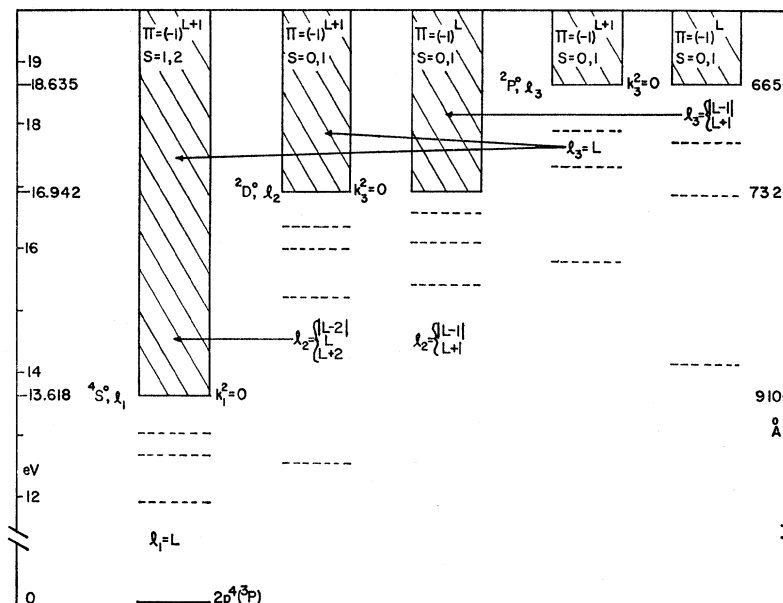 Π=(-1)^{L+1}
S=1,2
Π=(-1)^{L+1}
S=0,1
Π=(-1)^L
S=0,1
Π=(-1)^{L+1}
S=0,1
Π=(-1)^L
S=0,1
19
18.635
²P°, ℓ₃
k₃²=0
665
18
ℓ₃={|L-1| L+1
ℓ₃=L
16.942
²D°, ℓ₂
k₃²=0
732
16
ℓ₂={|L-2| L L+2
ℓ₂={|L-1| L+1
14
13.618
⁴S°, ℓ₁
k₁²=0
910
Å
eV
12
ℓ₁=L
0
2p⁴(³P)